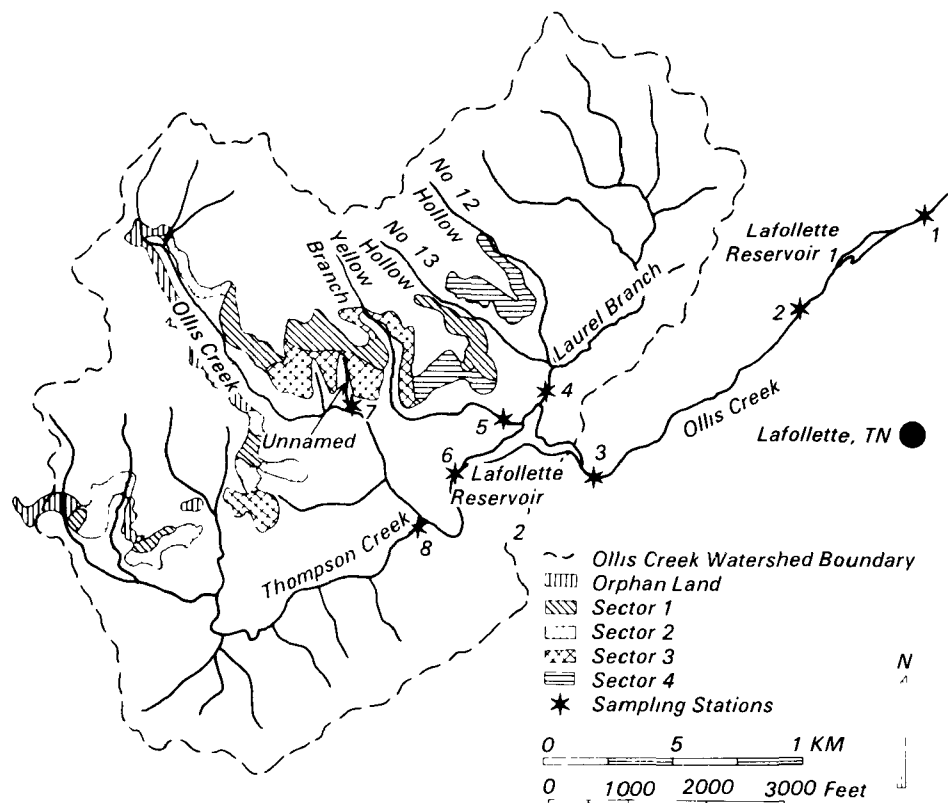 No 12
Hollow
No 13
Hollow
Yellow
Branch
Ollis Creek
Laurel Branch
Lafollette
Reservoir 1
1
2
Ollis Creek
Lafollette, TN
3
4
5
6
7
Unnamed
Lafollette
Reservoir
2
8
Thompson Creek
Ollis Creek Watershed Boundary
Orphan Land
Sector 1
Sector 2
Sector 3
Sector 4
Sampling Stations
N
0 5 1 KM
0 1000 2000 3000 Feet